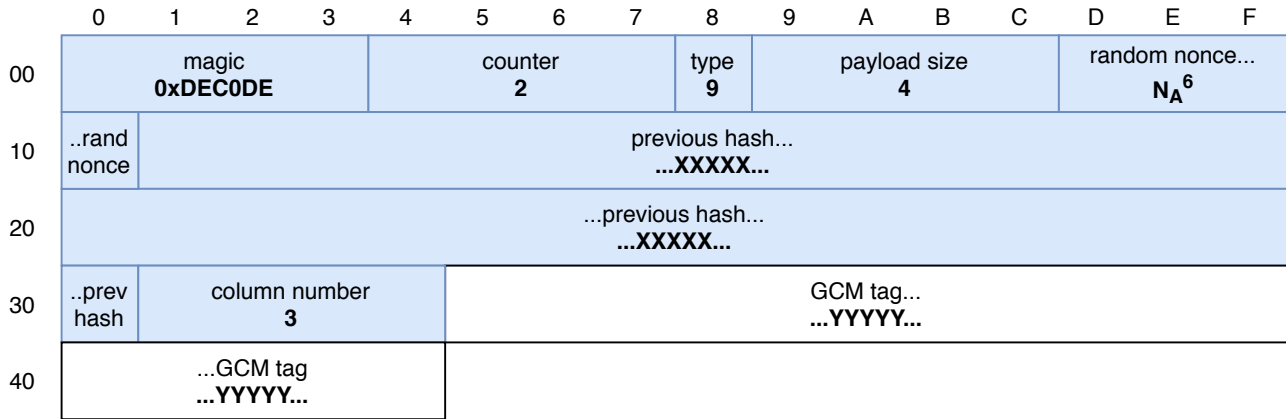 0 1 2 3 4 5 6 7 8 9 A B C D E F
00
magic
0xDEC0DE
counter
2
type
9
payload size
4
random nonce...
N_A^6
10
..rand
nonce
previous hash...
...XXXXX...
20
...previous hash...
...XXXXX...
30
..prev
hash
column number
3
GCM tag...
...YYYYY...
40
...GCM tag
...YYYYY...